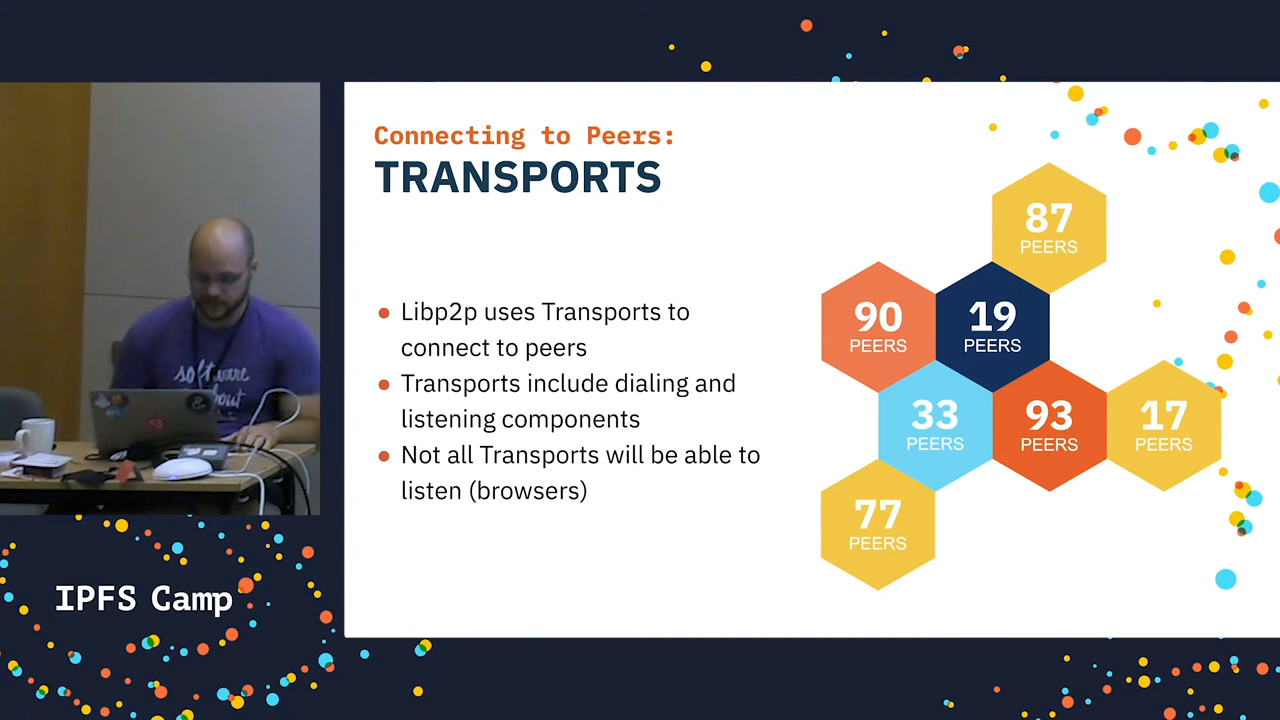 Connecting to Peers:
TRANSPORTS
• Libp2p uses Transports to
connect to peers
• Transports include dialing and
listening components
• Not all Transports will be able to
listen (browsers)
87
PEERS
90
PEERS
19
PEERS
33
PEERS
93
PEERS
17
PEERS
77
PEERS
software
IPFS Camp